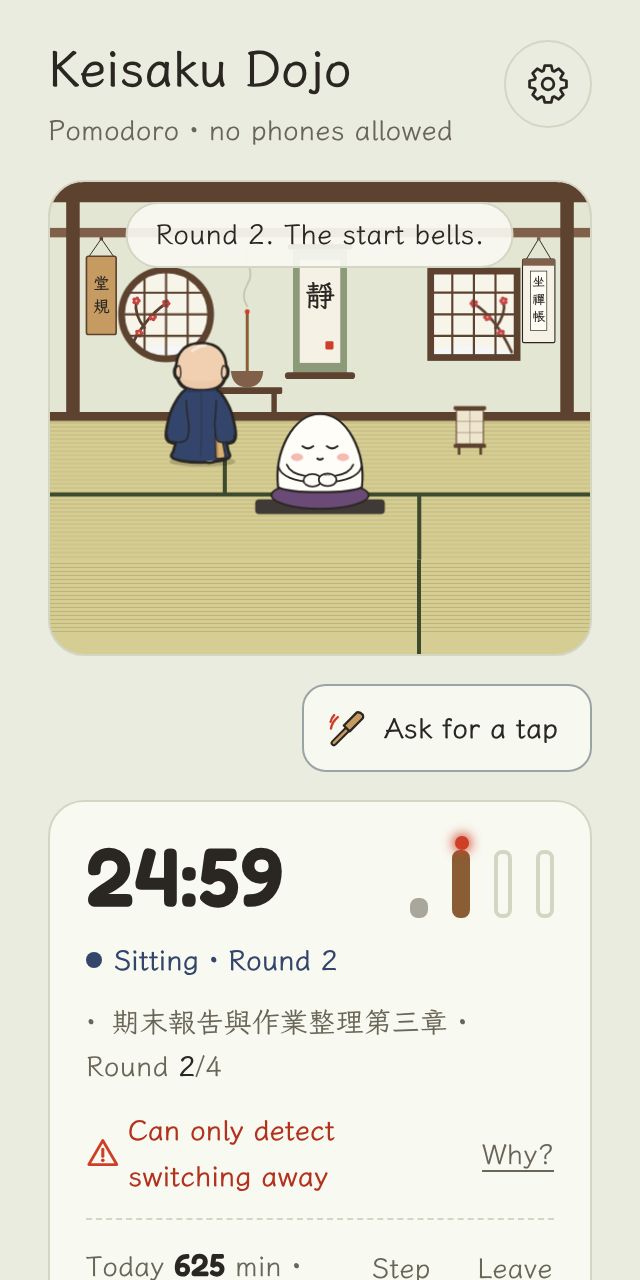 Keisaku Dojo
Pomodoro • no phones allowed
Round 2. The start bells.
堂規
靜
坐禪帳
Ask for a tap
24:59
Sitting • Round 2
• 期末報告與作業整理第三章 •
Round 2/4
Can only detect
switching away
Why?
Today 625 min •
Step
Leave